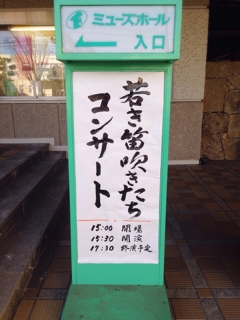 ミューズホール
← 入口
若き笛吹きたち
コンサート
15:00 開場
15:30 開演
17:30 終演予定